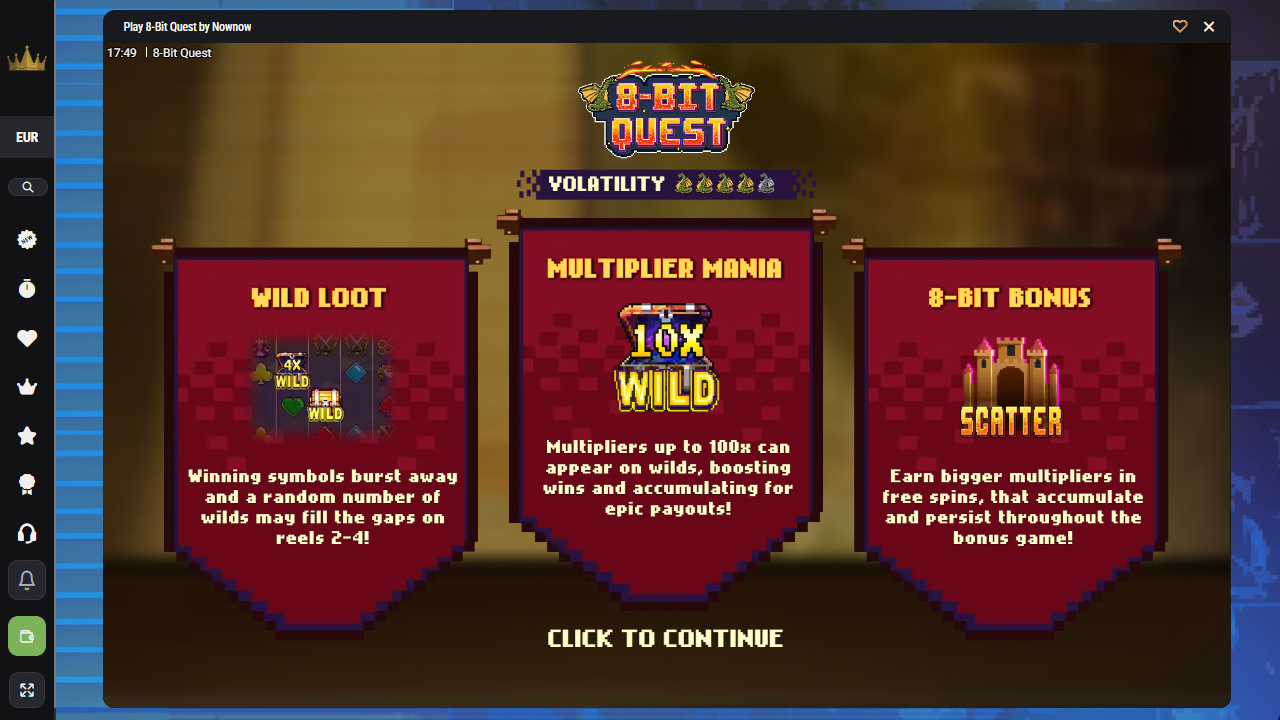 Play 8-Bit Quest by Nownow
17:49 | 8-Bit Quest
EUR
NEW
8-BIT
QUEST
VOLATILITY
WILD LOOT
4X
WILD
WILD
Winning symbols burst away
and a random number of
wilds may fill the gaps on
reels 2-4!
MULTIPLIER MANIA
10X
WILD
Multipliers up to 100x can
appear on wilds, boosting
wins and accumulating for
epic payouts!
8-BIT BONUS
SCATTER
Earn bigger multipliers in
free spins, that accumulate
and persist throughout the
bonus game!
CLICK TO CONTINUE